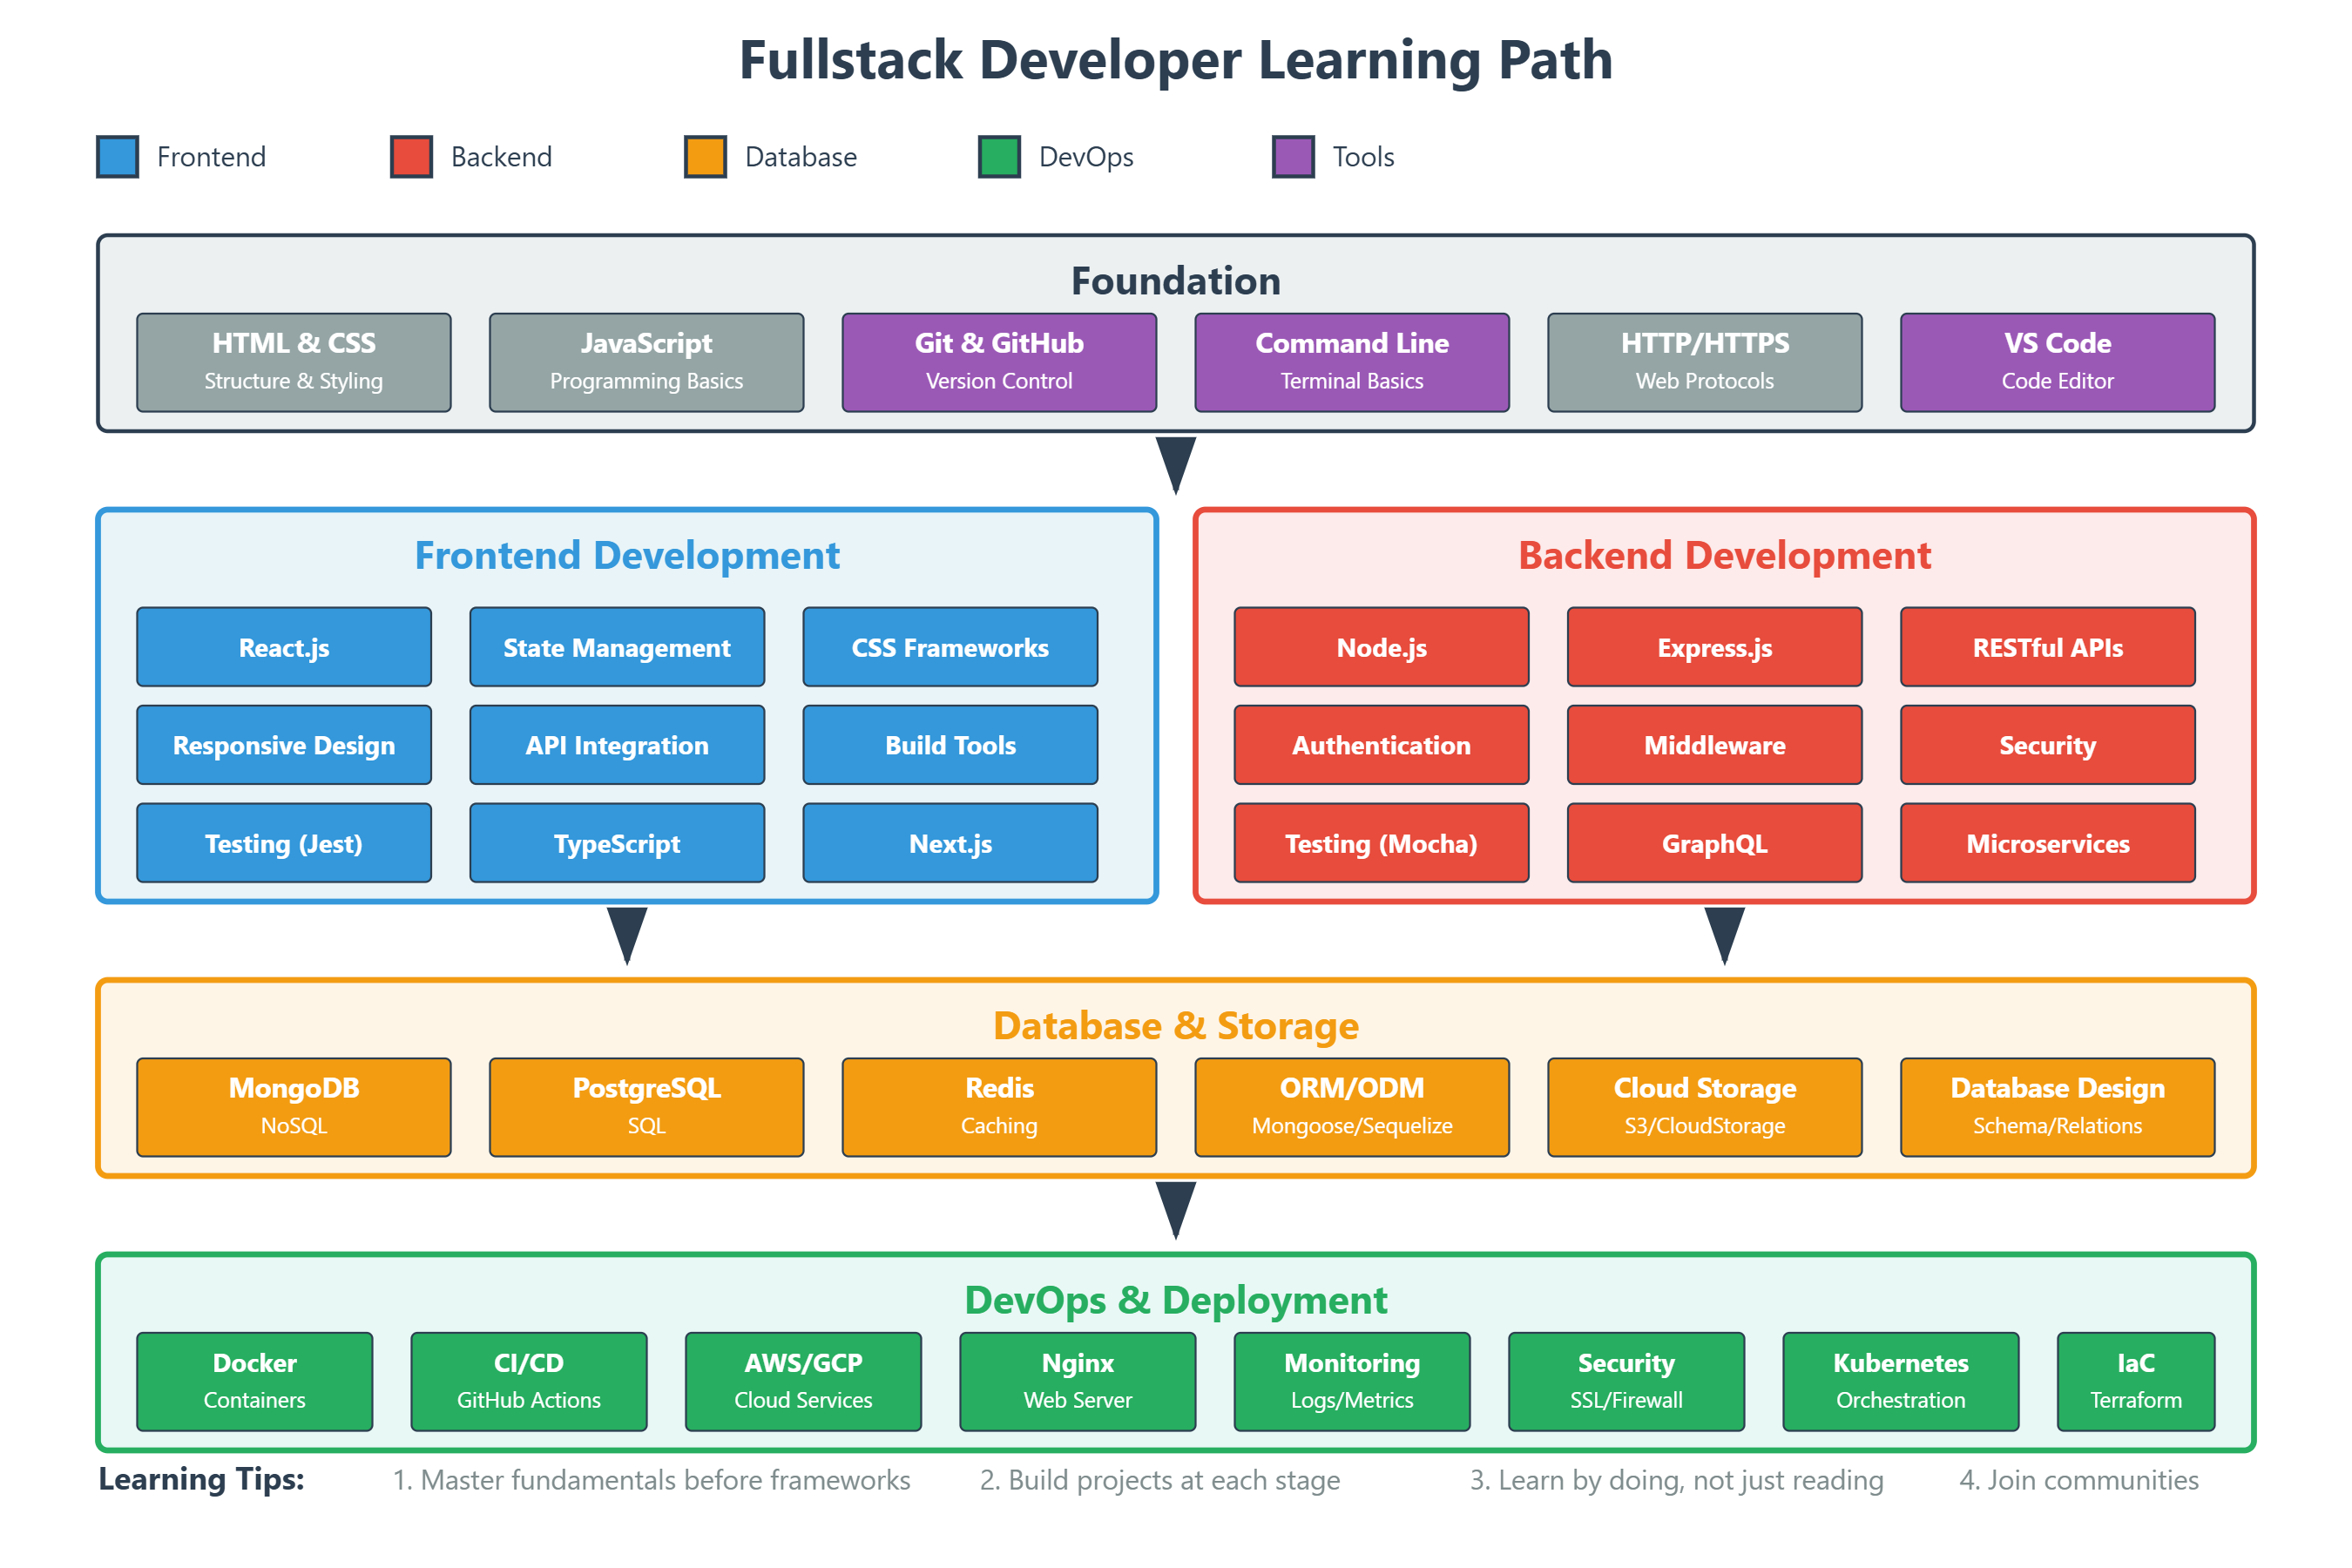 Fullstack Developer Learning Path
Frontend
Backend
Database
DevOps
Tools
Foundation
HTML & CSS
Structure & Styling
JavaScript
Programming Basics
Git & GitHub
Version Control
Command Line
Terminal Basics
HTTP/HTTPS
Web Protocols
VS Code
Code Editor
Frontend Development
React.js
State Management
CSS Frameworks
Responsive Design
API Integration
Build Tools
Testing (Jest)
TypeScript
Next.js
Backend Development
Node.js
Express.js
RESTful APIs
Authentication
Middleware
Security
Testing (Mocha)
GraphQL
Microservices
Database & Storage
MongoDB
NoSQL
PostgreSQL
SQL
Redis
Caching
ORM/ODM
Mongoose/Sequelize
Cloud Storage
S3/CloudStorage
Database Design
Schema/Relations
DevOps & Deployment
Docker
Containers
CI/CD
GitHub Actions
AWS/GCP
Cloud Services
Nginx
Web Server
Monitoring
Logs/Metrics
Security
SSL/Firewall
Kubernetes
Orchestration
IaC
Terraform
Learning Tips:
1. Master fundamentals before frameworks
2. Build projects at each stage
3. Learn by doing, not just reading
4. Join communities